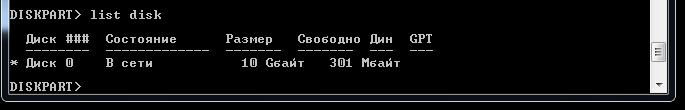 DISKPART> list disk
Диск ### Состояние Размер Свободно Дин GPT
-------- ------------- ------- ------- --- ---
* Диск 0 В сети 10 Gбайт 301 Mбайт
DISKPART>